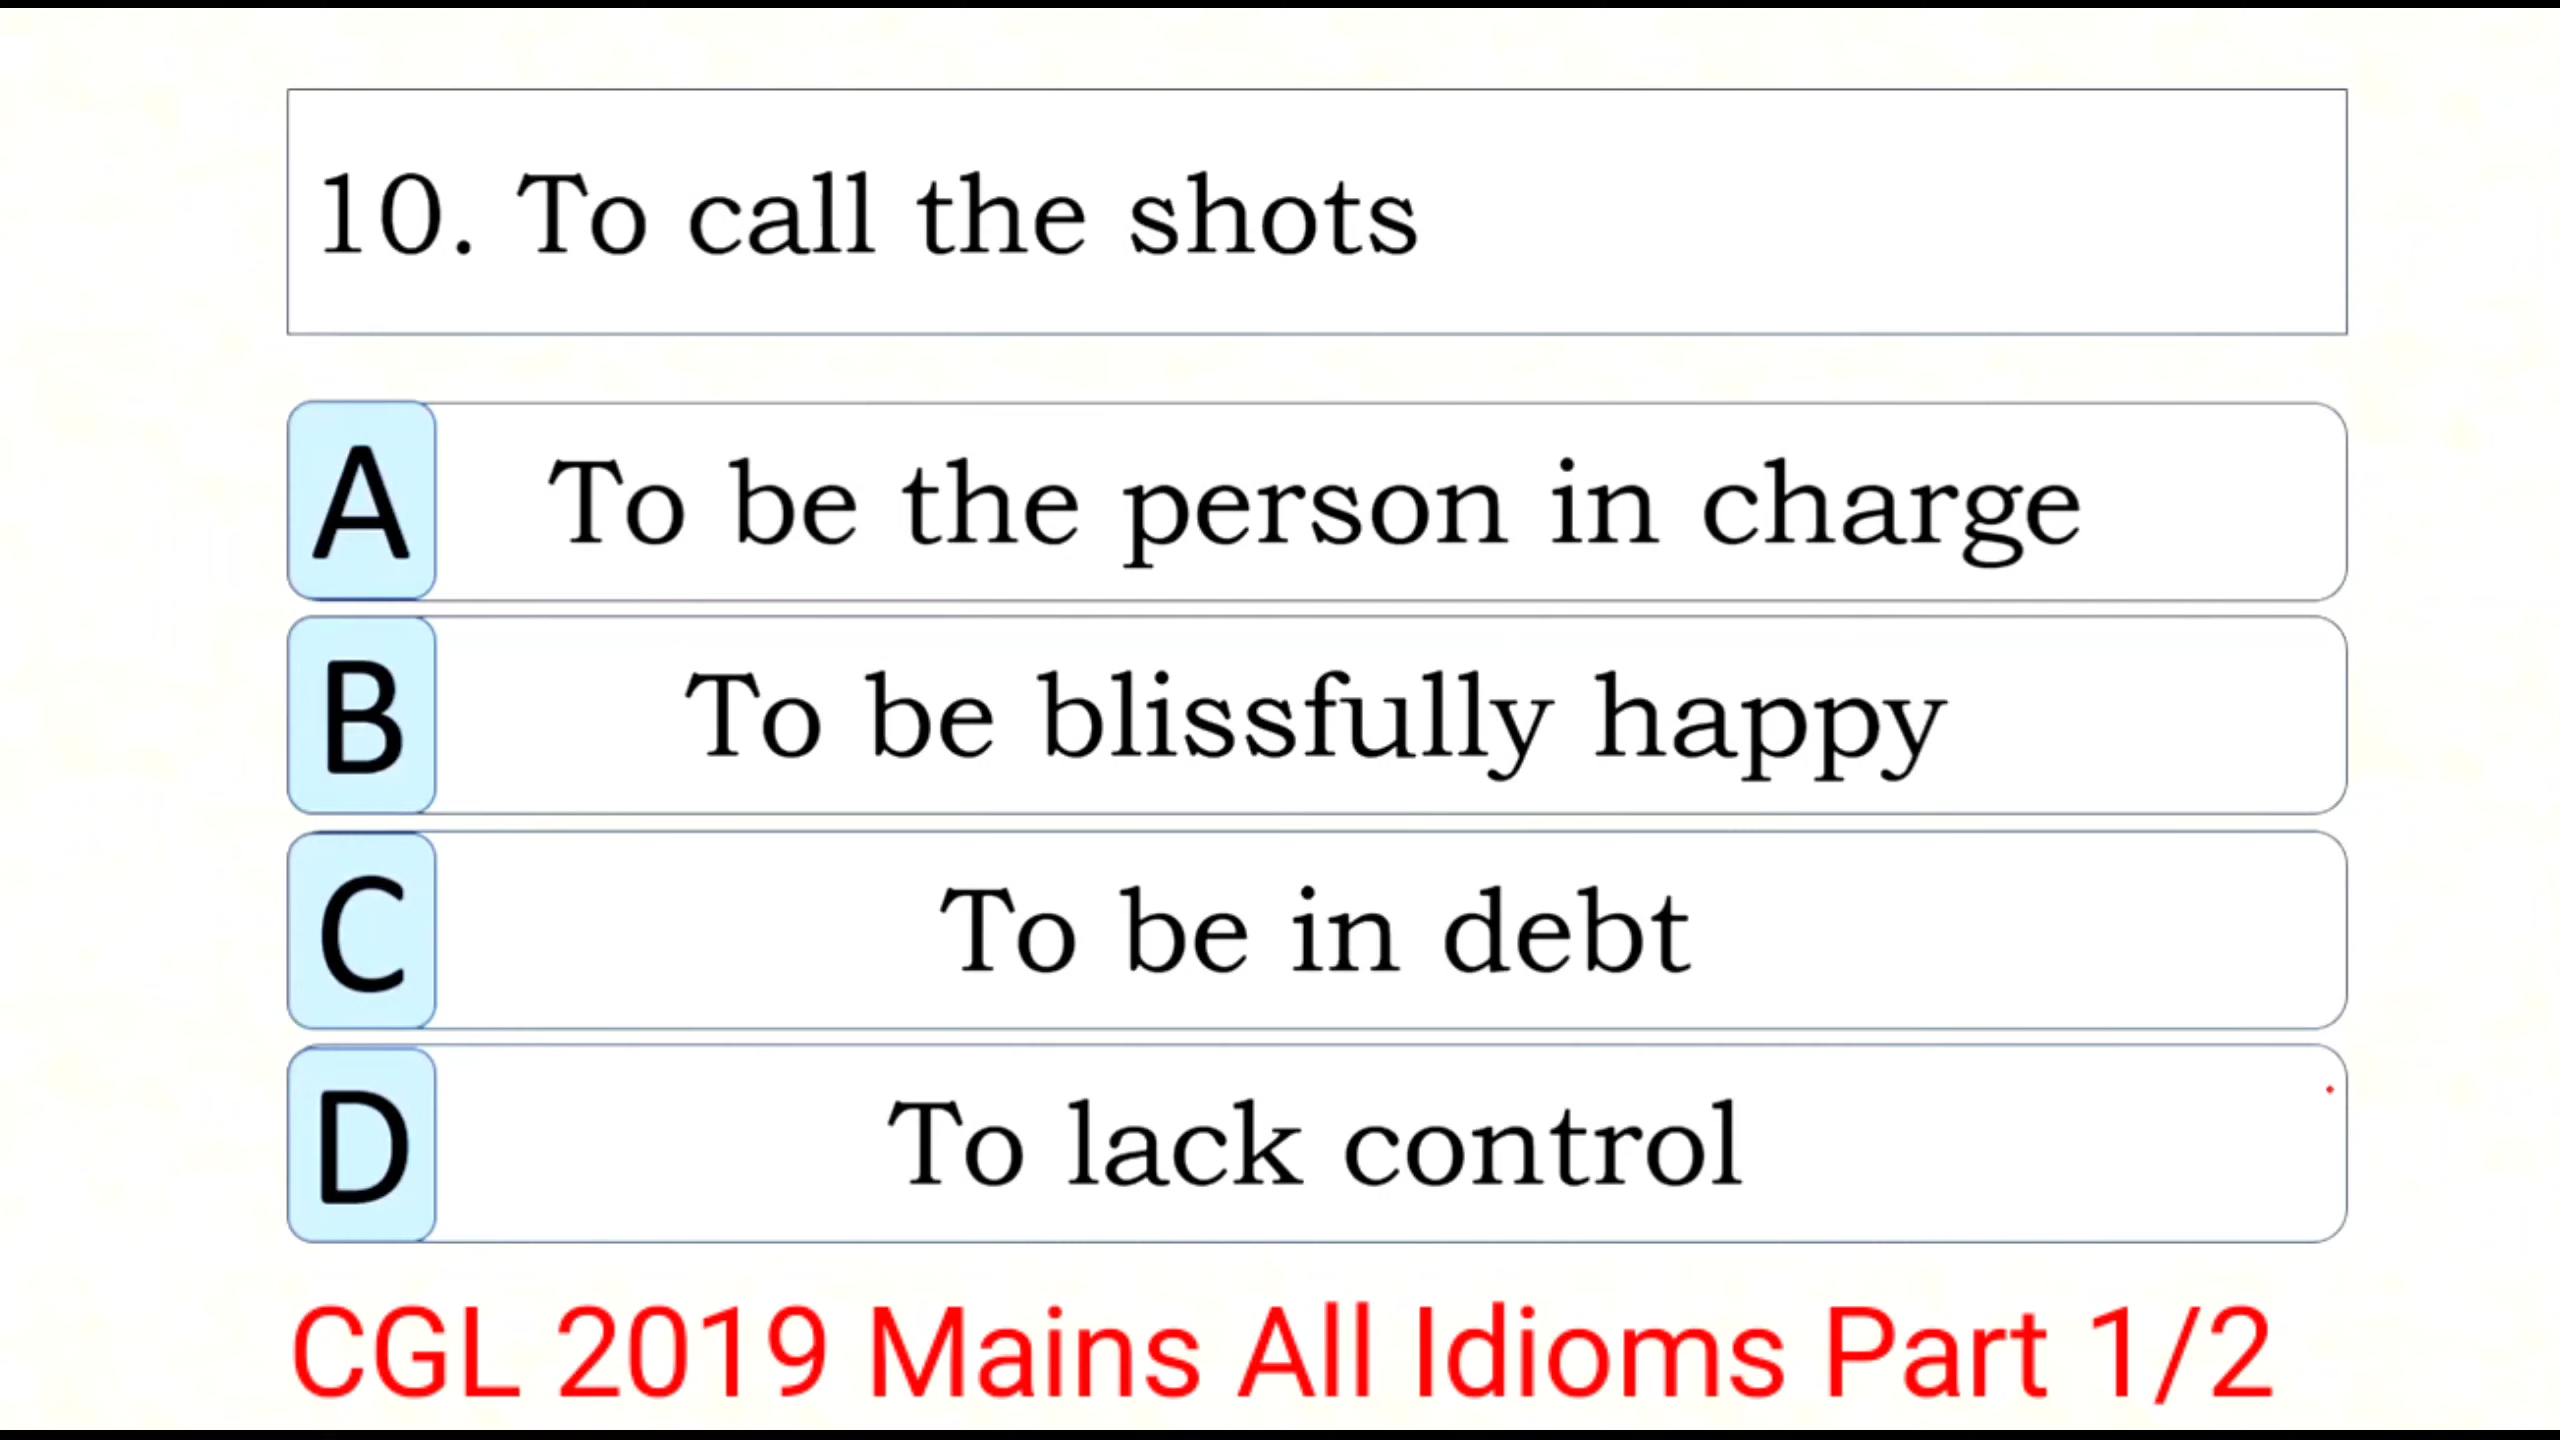 10. To call the shots
A To be the person in charge
B To be blissfully happy
C To be in debt
D To lack control
CGL 2019 Mains All Idioms Part 1/2